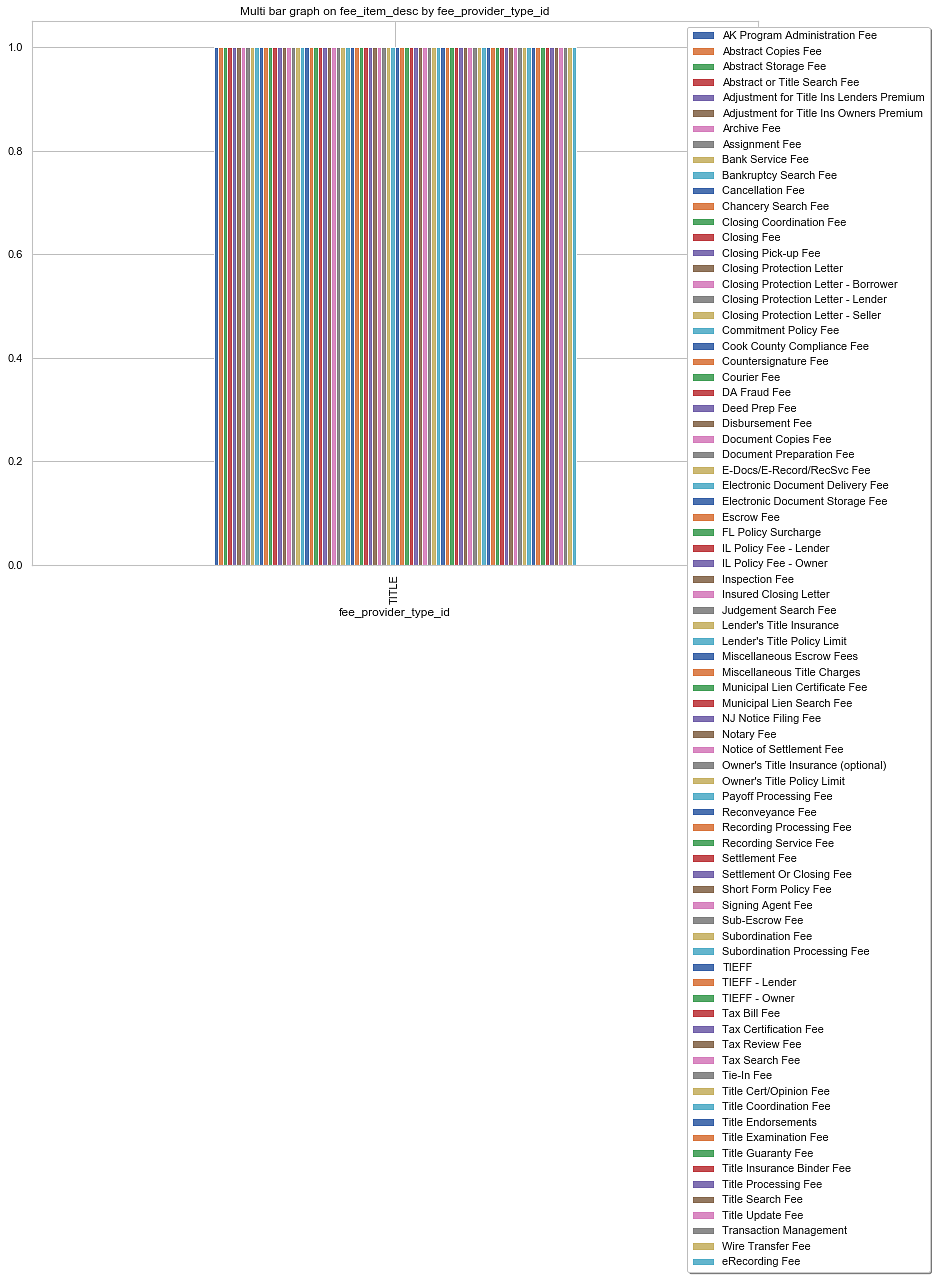 Multi bar graph on fee_item_desc by fee_provider_type_id
1.0
0.8
0.6
0.4
0.2
0.0
TITLE
fee_provider_type_id
AK Program Administration Fee
Abstract Copies Fee
Abstract Storage Fee
Abstract or Title Search Fee
Adjustment for Title Ins Lenders Premium
Adjustment for Title Ins Owners Premium
Archive Fee
Assignment Fee
Bank Service Fee
Bankruptcy Search Fee
Cancellation Fee
Chancery Search Fee
Closing Coordination Fee
Closing Fee
Closing Pick-up Fee
Closing Protection Letter
Closing Protection Letter - Borrower
Closing Protection Letter - Lender
Closing Protection Letter - Seller
Commitment Policy Fee
Cook County Compliance Fee
Countersignature Fee
Courier Fee
DA Fraud Fee
Deed Prep Fee
Disbursement Fee
Document Copies Fee
Document Preparation Fee
E-Docs/E-Record/RecSvc Fee
Electronic Document Delivery Fee
Electronic Document Storage Fee
Escrow Fee
FL Policy Surcharge
IL Policy Fee - Lender
IL Policy Fee - Owner
Inspection Fee
Insured Closing Letter
Judgement Search Fee
Lender's Title Insurance
Lender's Title Policy Limit
Miscellaneous Escrow Fees
Miscellaneous Title Charges
Municipal Lien Certificate Fee
Municipal Lien Search Fee
NJ Notice Filing Fee
Notary Fee
Notice of Settlement Fee
Owner's Title Insurance (optional)
Owner's Title Policy Limit
Payoff Processing Fee
Reconveyance Fee
Recording Processing Fee
Recording Service Fee
Settlement Fee
Settlement Or Closing Fee
Short Form Policy Fee
Signing Agent Fee
Sub-Escrow Fee
Subordination Fee
Subordination Processing Fee
TIEFF
TIEFF - Lender
TIEFF - Owner
Tax Bill Fee
Tax Certification Fee
Tax Review Fee
Tax Search Fee
Tie-In Fee
Title Cert/Opinion Fee
Title Coordination Fee
Title Endorsements
Title Examination Fee
Title Guaranty Fee
Title Insurance Binder Fee
Title Processing Fee
Title Search Fee
Title Update Fee
Transaction Management
Wire Transfer Fee
eRecording Fee